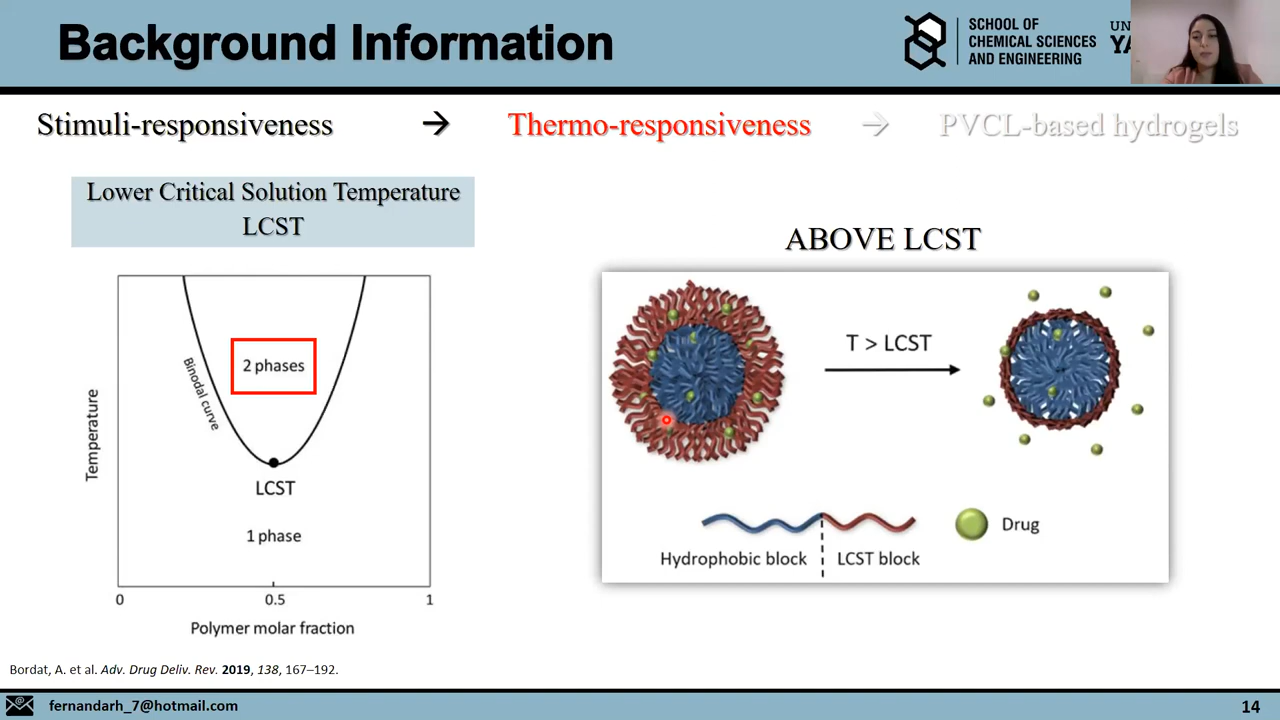 Background Information
SCHOOL OF
CHEMICAL SCIENCES
AND ENGINEERING
Stimuli-responsiveness → Thermo-responsiveness → PVCL-based hydrogels
Lower Critical Solution Temperature
LCST
ABOVE LCST
2 phases
Binodal curve
Temperature
LCST
1 phase
0 0.5 1
Polymer molar fraction
T > LCST
Hydrophobic block
LCST block
Drug
Bordat, A. et al. Adv. Drug Deliv. Rev. 2019, 138, 167–192.
fernandarh_7@hotmail.com
14